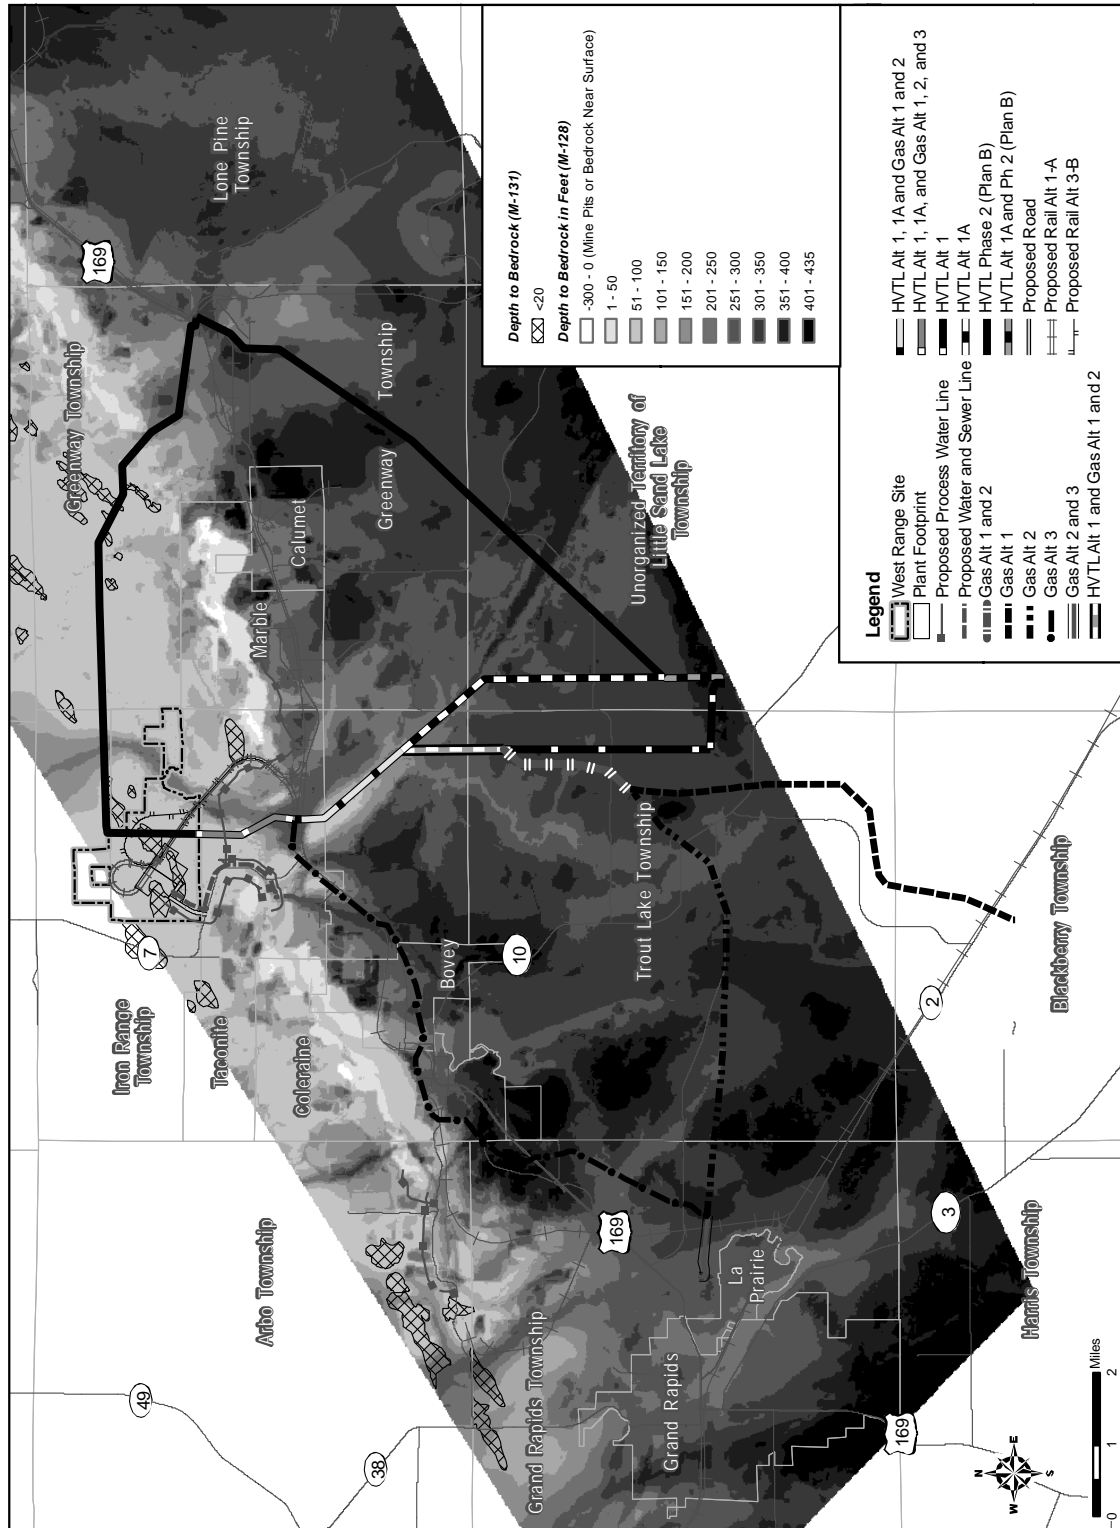 Greenway Township
169
Lone Pine
Township
Iron Range
Township
7
Taconite
Marble
Calumet
Greenway
Township
Coleraine
Bovey
10
Arbo Township
49
38
Trout Lake Township
Unorganized Territory of
Little Sand Lake
Township
169
Grand Rapids Township
La
Prairie
Grand Rapids
2
3
Blackberry Township
Harris Township
169
Depth to Bedrock (M-131)
<20
Depth to Bedrock in Feet (M-128)
-300 - 0 (Mine Pits or Bedrock Near Surface)
1 - 50
51 - 100
101 - 150
151 - 200
201 - 250
251 - 300
301 - 350
351 - 400
401 - 435
Legend
West Range Site
Plant Footprint
Proposed Process Water Line
Proposed Water and Sewer Line
Gas Alt 1 and 2
Gas Alt 1
Gas Alt 2
Gas Alt 3
Gas Alt 2 and 3
HVTL Alt 1 and Gas Alt 1 and 2
HVTL Alt 1, 1A and Gas Alt 1 and 2
HVTL Alt 1, 1A, and Gas Alt 1, 2, and 3
HVTL Alt 1
HVTL Alt 1A
HVTL Phase 2 (Plan B)
HVTL Alt 1A and Ph 2 (Plan B)
Proposed Road
Proposed Rail Alt 1-A
Proposed Rail Alt 3-B
N
W E
S
Miles
0 1 2